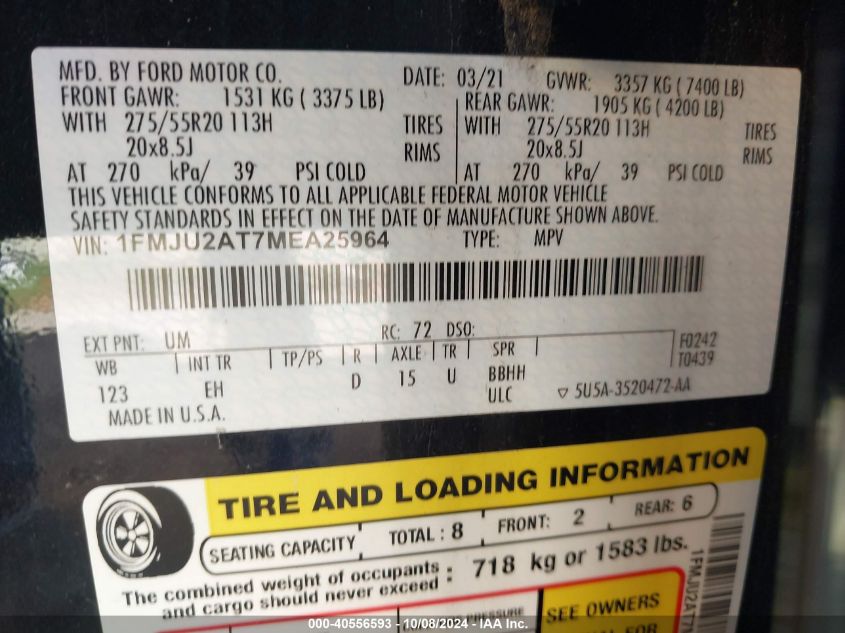 MFD. BY FORD MOTOR CO. DATE: 03/21 GVWR: 3357 KG ( 7400 LB)
FRONT GAWR: 1531 KG ( 3375 LB) REAR GAWR: 1905 KG ( 4200 LB)
WITH 275/55R20 113H TIRES WITH 275/55R20 113H TIRES
20x8.5J RIMS 20x8.5J RIMS
AT 270 kPa/ 39 PSI COLD AT 270 kPa/ 39 PSI COLD
THIS VEHICLE CONFORMS TO ALL APPLICABLE FEDERAL MOTOR VEHICLE
SAFETY STANDARDS IN EFFECT ON THE DATE OF MANUFACTURE SHOWN ABOVE.
VIN: 1FMJU2AT7MEA25964 TYPE: MPV
EXT PNT: UM RC: 72 DSO:
WB INT TR TP/PS R AXLE TR SPR F0242
T0439
123 EH D 15 U BBHH
ULC ▽ 5U5A-3520472-AA
MADE IN U.S.A.
TIRE AND LOADING INFORMATION
SEATING CAPACITY TOTAL : 8 FRONT: 2 REAR: 6
The combined weight of occupants and cargo should never exceed : 718 kg or 1583 lbs.
SEE OWNERS
000-40556593 - 10/08/2024 - IAA Inc.